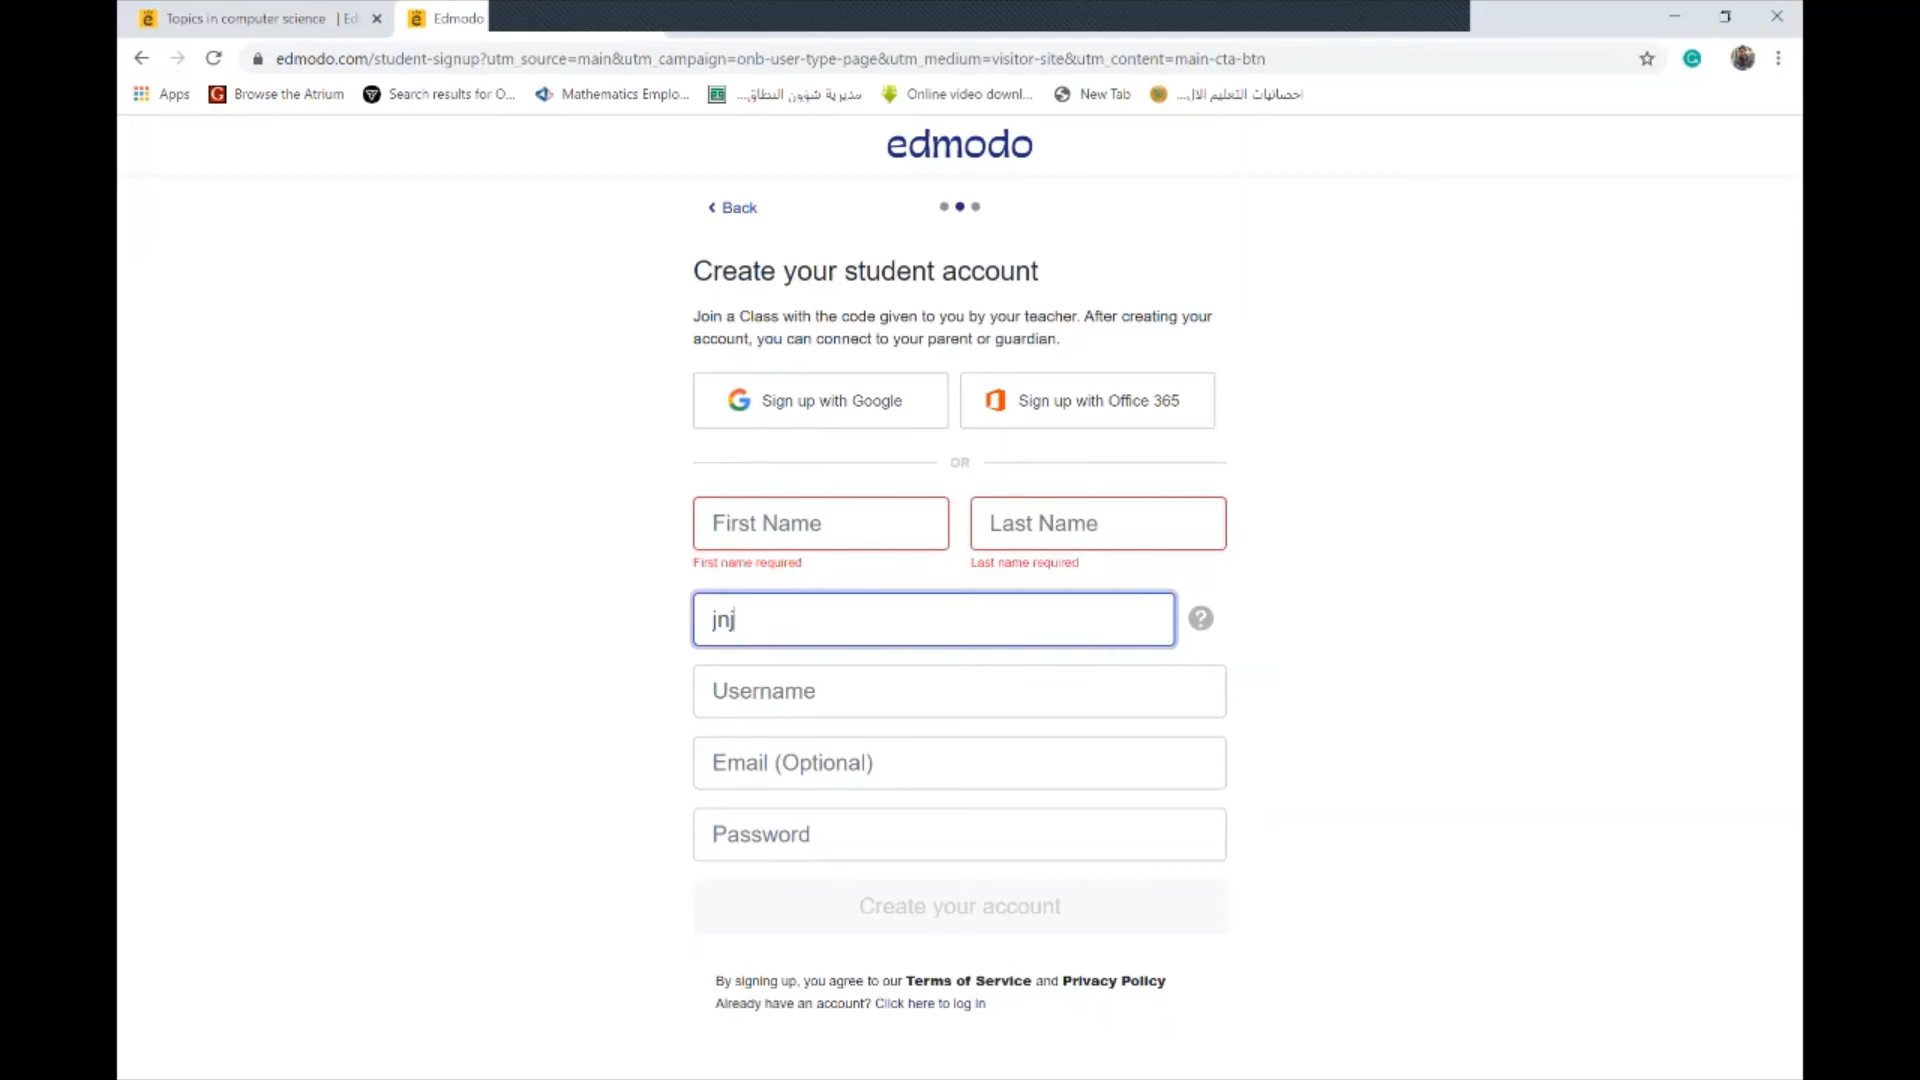 Topics in computer science | Ed
Edmodo
edmodo.com/student-signup?utm_source=main&utm_campaign=onb-user-type-page&utm_medium=visitor-site&utm_content=main-cta-btn
Apps
Browse the Atrium
Search results for O...
Mathematics Emplo...
مديرية شؤون البطاق...
Online video downl...
New Tab
احصائيات التعليم الال...
edmodo
Back
Create your student account
Join a Class with the code given to you by your teacher. After creating your
account, you can connect to your parent or guardian.
Sign up with Google
Sign up with Office 365
OR
First Name
Last Name
First name required
Last name required
jnj
?
Username
Email (Optional)
Password
Create your account
By signing up, you agree to our Terms of Service and Privacy Policy
Already have an account? Click here to log in